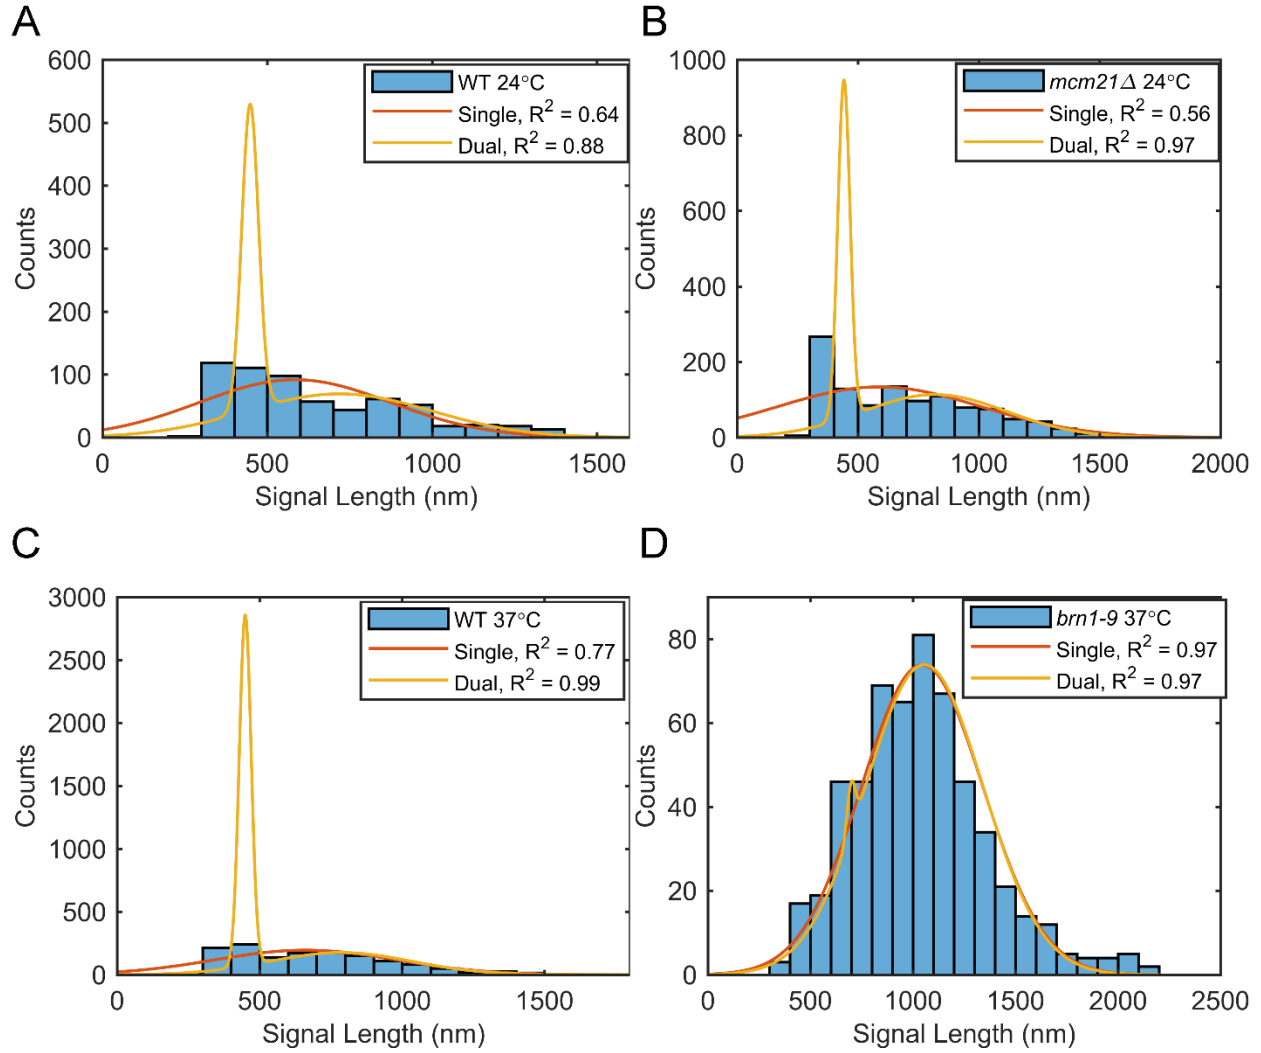 A
600
500
400
300
200
100
0
Counts
0 500 1000 1500
Signal Length (nm)
WT 24°C
Single, R² = 0.64
Dual, R² = 0.88
B
1000
800
600
400
200
0
Counts
0 500 1000 1500 2000
Signal Length (nm)
mcm21Δ 24°C
Single, R² = 0.56
Dual, R² = 0.97
C
3000
2500
2000
1500
1000
500
0
Counts
0 500 1000 1500
Signal Length (nm)
WT 37°C
Single, R² = 0.77
Dual, R² = 0.99
D
80
60
40
20
0
Counts
0 500 1000 1500 2000 2500
Signal Length (nm)
brn1-9 37°C
Single, R² = 0.97
Dual, R² = 0.97